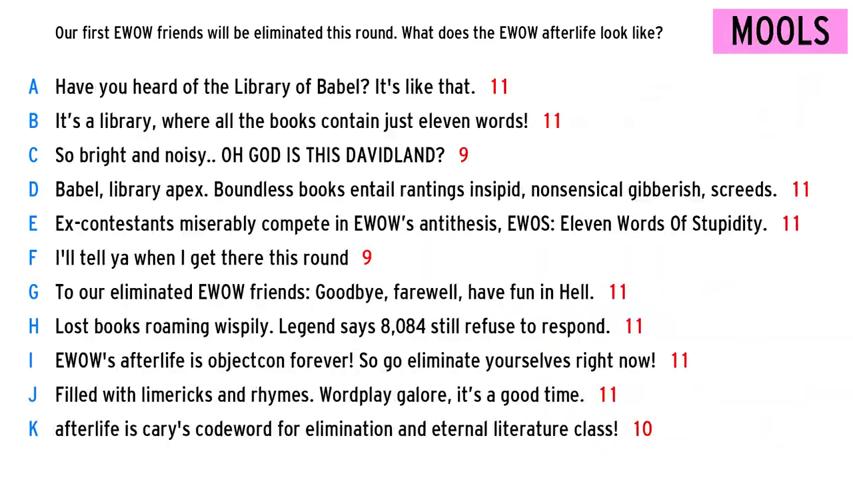 Our first EWOW friends will be eliminated this round. What does the EWOW afterlife look like?
MOOLS
A Have you heard of the Library of Babel? It's like that. 11
B It's a library, where all the books contain just eleven words! 11
C So bright and noisy.. OH GOD IS THIS DAVIDLAND? 9
D Babel, library apex. Boundless books entail rantings insipid, nonsensical gibberish, screeds. 11
E Ex-contestants miserably compete in EWOW's antithesis, EWOS: Eleven Words Of Stupidity. 11
F I'll tell ya when I get there this round 9
G To our eliminated EWOW friends: Goodbye, farewell, have fun in Hell. 11
H Lost books roaming wispily. Legend says 8,084 still refuse to respond. 11
I EWOW's afterlife is objectcon forever! So go eliminate yourselves right now! 11
J Filled with limericks and rhymes. Wordplay galore, it's a good time. 11
K afterlife is cary's codeword for elimination and eternal literature class! 10